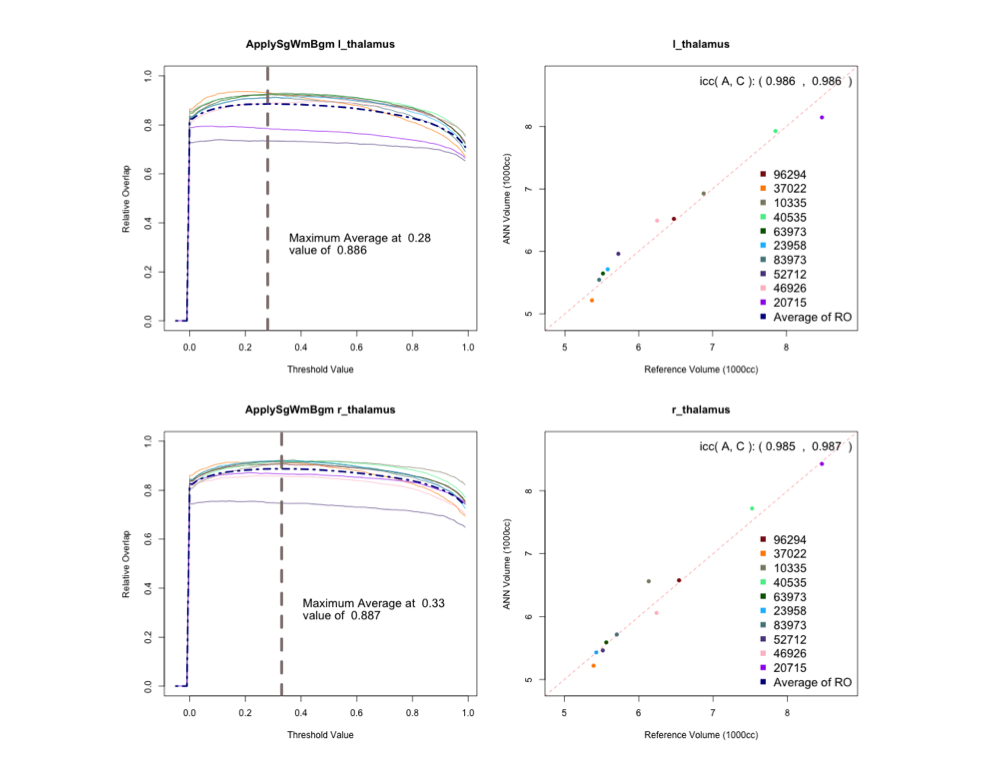 ApplySgWmBgm l_thalamus
Relative Overlap
1.0
0.8
0.6
0.4
0.2
0.0
Maximum Average at 0.28
value of 0.886
0.0 0.2 0.4 0.6 0.8 1.0
Threshold Value
l_thalamus
icc( A, C ): ( 0.986 , 0.986 )
ANN Volume (1000cc)
8
7
6
5
96294
37022
10335
40535
63973
23958
83973
52712
46926
20715
Average of RO
5 6 7 8
Reference Volume (1000cc)
ApplySgWmBgm r_thalamus
Relative Overlap
1.0
0.8
0.6
0.4
0.2
0.0
Maximum Average at 0.33
value of 0.887
0.0 0.2 0.4 0.6 0.8 1.0
Threshold Value
r_thalamus
icc( A, C ): ( 0.985 , 0.987 )
ANN Volume (1000cc)
8
7
6
5
96294
37022
10335
40535
63973
23958
83973
52712
46926
20715
Average of RO
5 6 7 8
Reference Volume (1000cc)